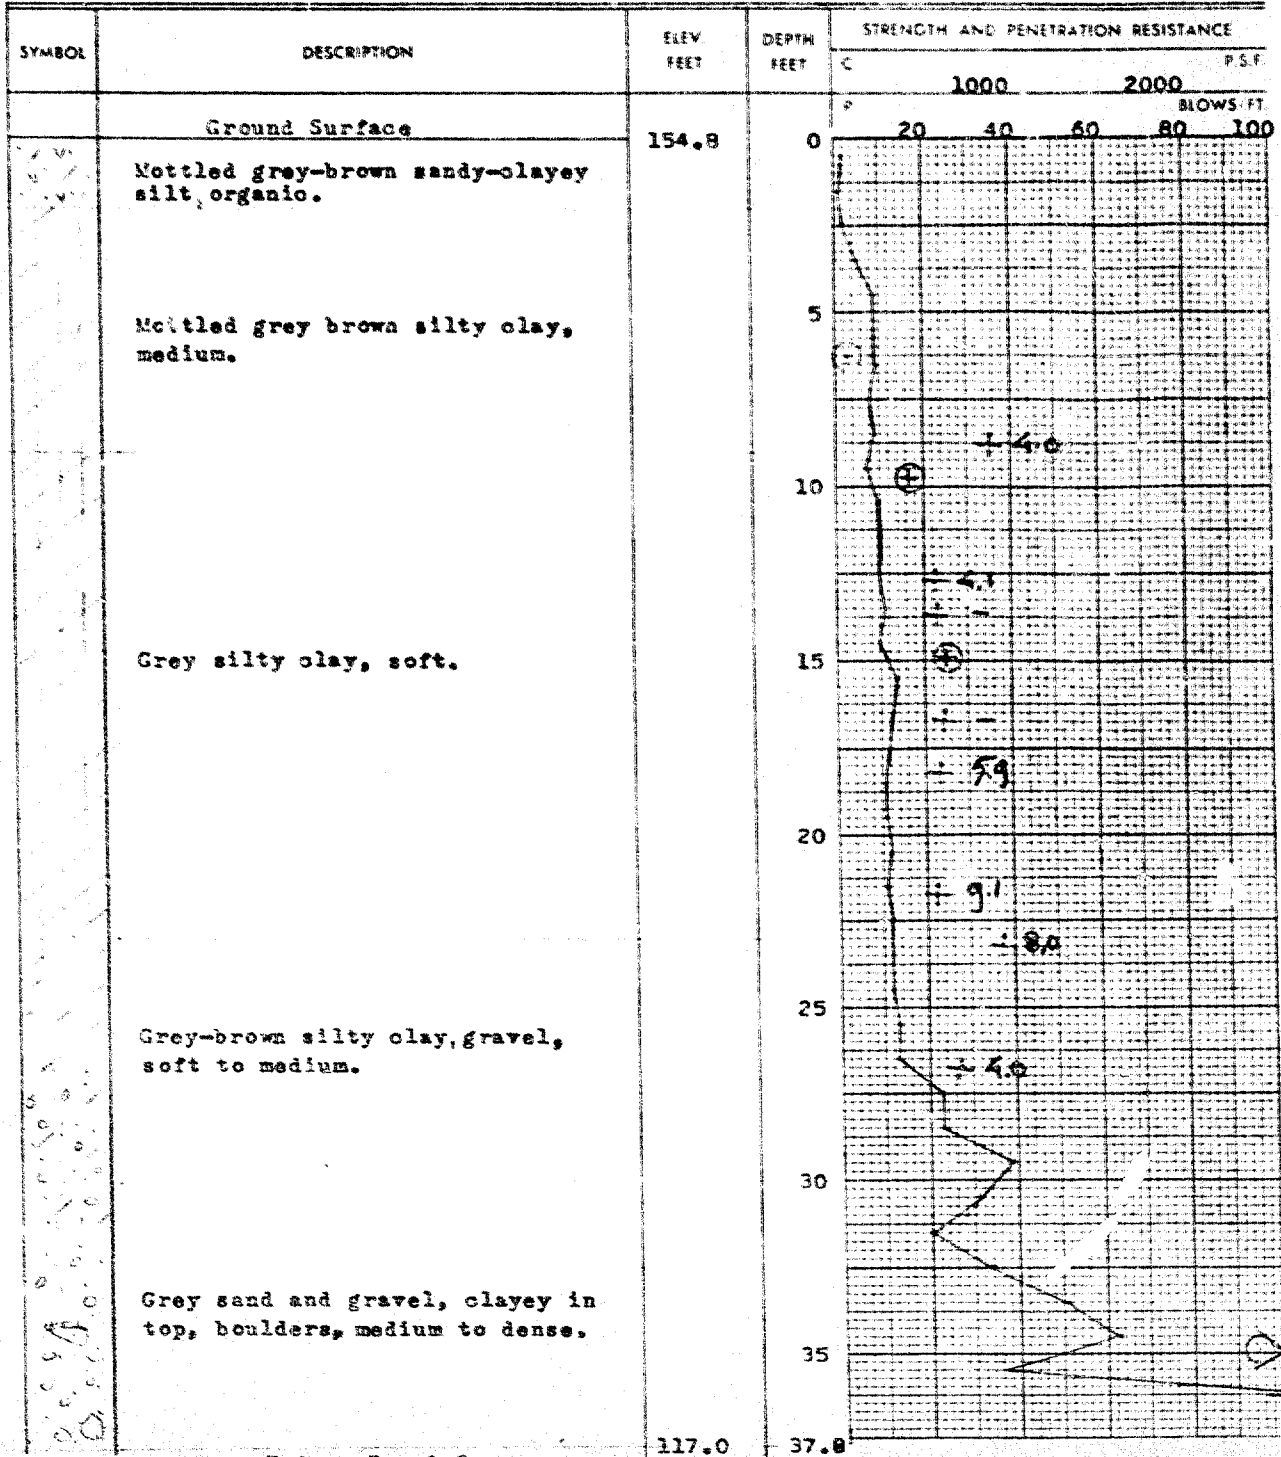 SYMBOL DESCRIPTION ELEV. FEET DEPTH FEET STRENGTH AND PENETRATION RESISTANCE
C P.S.F.
1000 2000
P BLOWS/FT.
20 40 60 80 100
Ground Surface 154.8 0
Mottled grey-brown sandy-clayey
silt, organic.
5
Mottled grey brown silty clay,
medium.
4.0
10
Grey silty clay, soft.
15
5.9
20
9.1
8.0
25
Grey-brown silty clay, gravel,
soft to medium.
4.0
30
Grey sand and gravel, clayey in
top, boulders, medium to dense.
35
117.0 37.8